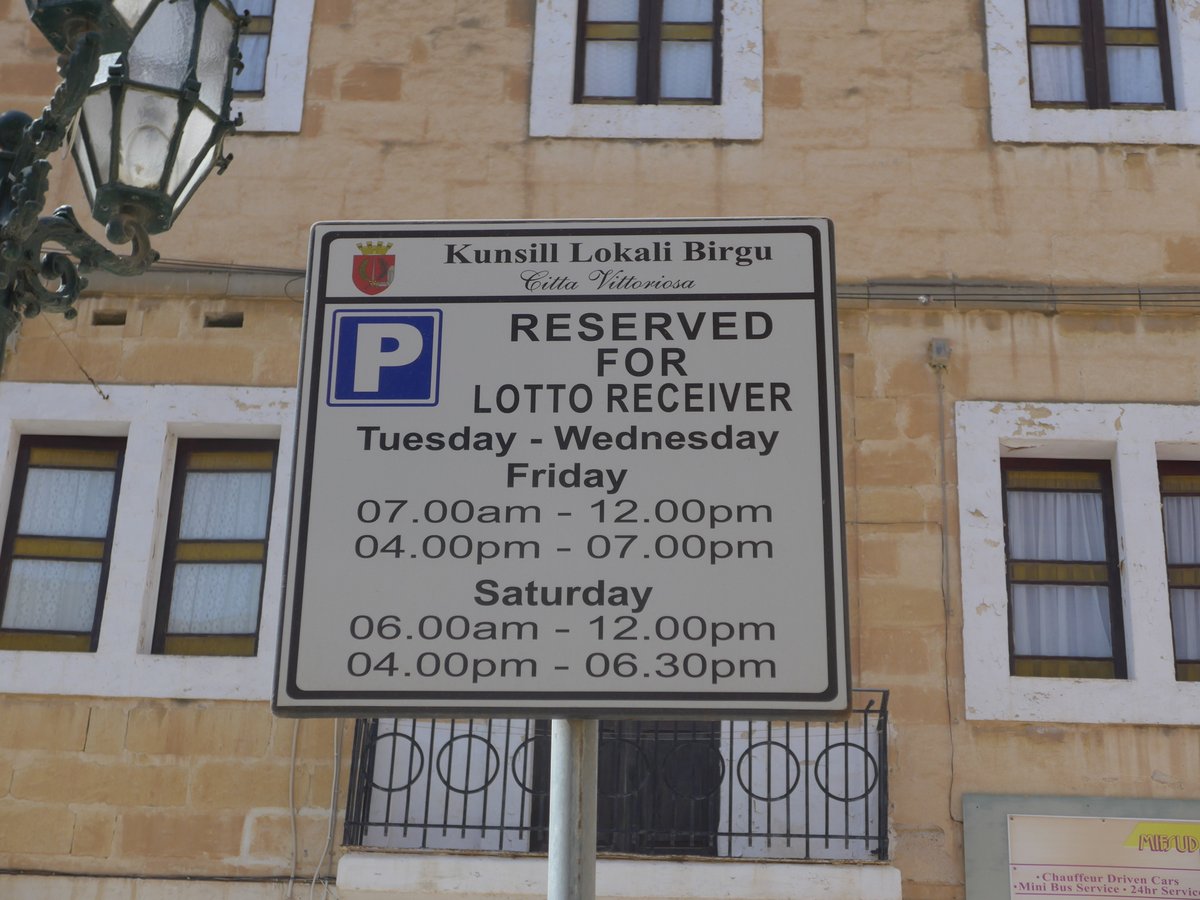 Kunsill Lokali Birgu
Citta Vittoriosa
P
RESERVED
FOR
LOTTO RECEIVER
Tuesday - Wednesday
Friday
07.00am - 12.00pm
04.00pm - 07.00pm
Saturday
06.00am - 12.00pm
04.00pm - 06.30pm
• Chauffeur Driven Cars
• Mini Bus Service • 24hr Service